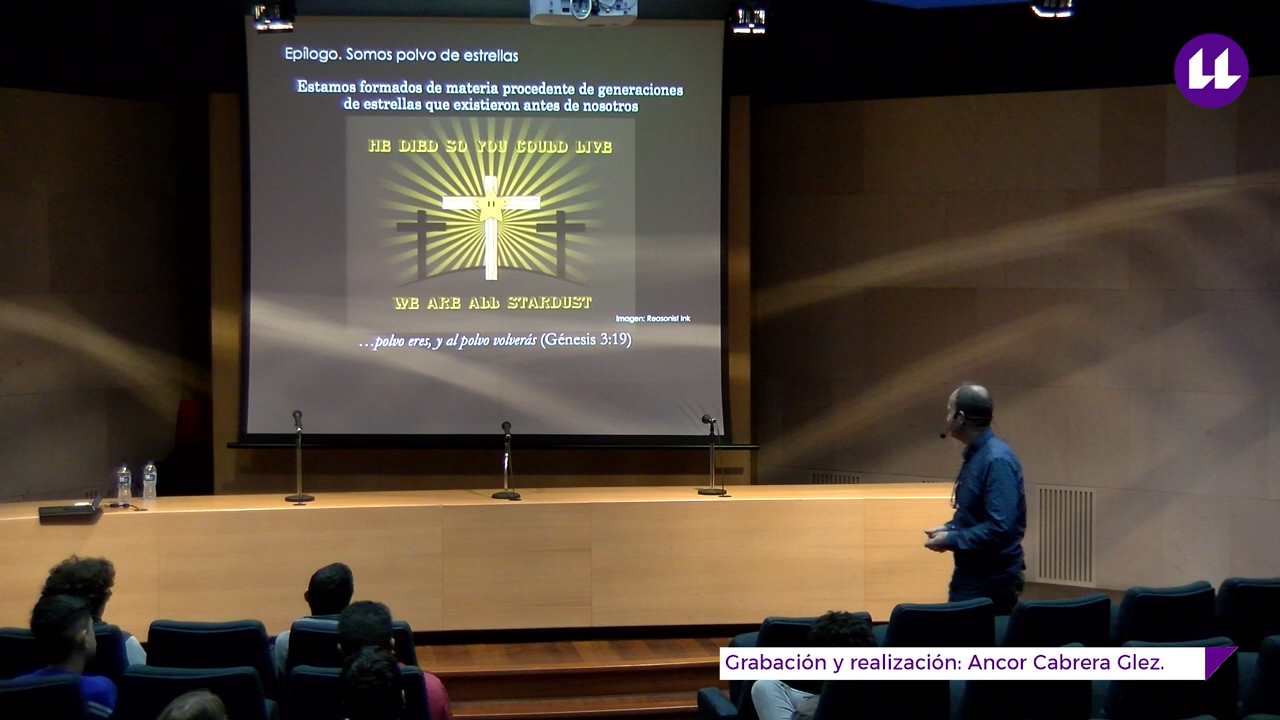 Epílogo. Somos polvo de estrellas
Estamos formados de materia procedente de generaciones
de estrellas que existieron antes de nosotros
HE DIED SO YOU COULD LIVE
WE ARE ALL STARDUST
Imagen: Reasonist Ink
...polvo eres, y al polvo volverás (Génesis 3:19)
Grabación y realización: Ancor Cabrera Glez.